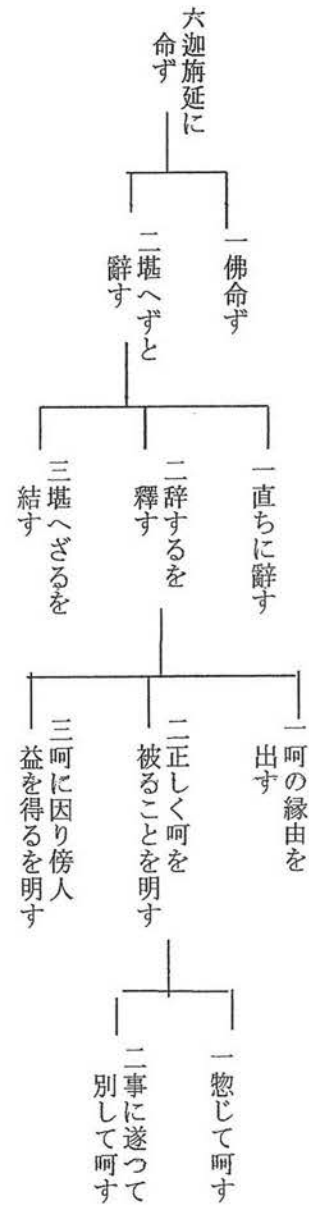 六迦旃延に
命ず
一佛命ず
二堪へずと
辭す
一直ちに辭す
二辞するを
釋す
三堪へざるを
結す
一呵の縁由を
出す
二正しく呵を
被ることを明す
三呵に因り傍人
益を得るを明す
一惣じて呵す
二事に遂つて
別して呵す